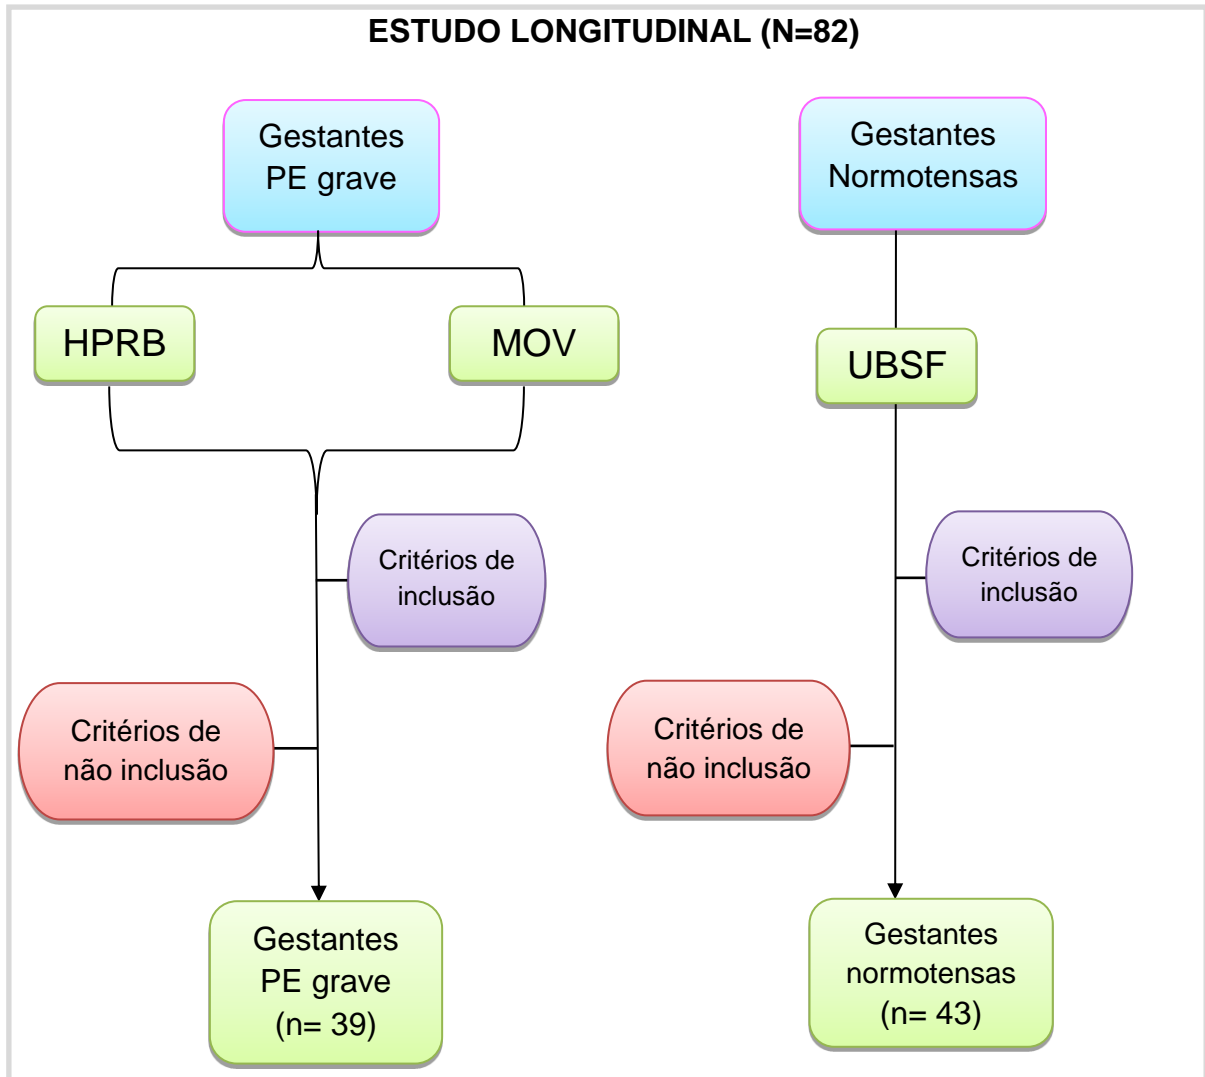 ESTUDO LONGITUDINAL (N=82)
Gestantes
PE grave
HPRB
MOV
Critérios de
inclusão
Critérios de
não inclusão
Gestantes
PE grave
(n= 39)
Gestantes
Normotensas
UBSF
Critérios de
inclusão
Critérios de
não inclusão
Gestantes
normotensas
(n= 43)